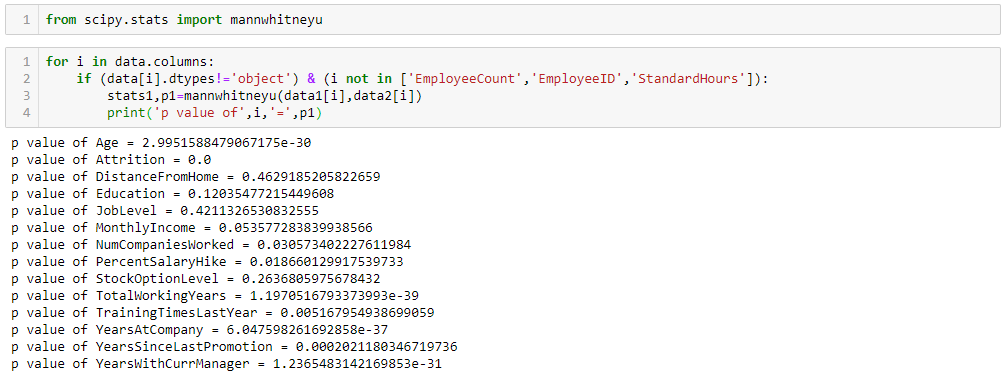 1 from scipy.stats import mannwhitneyu
1 for i in data.columns:
2 if (data[i].dtypes!='object') & (i not in ['EmployeeCount','EmployeeID','StandardHours']):
3 stats1,p1=mannwhitneyu(data1[i],data2[i])
4 print('p value of',i,'=',p1)
p value of Age = 2.9951588479067175e-30
p value of Attrition = 0.0
p value of DistanceFromHome = 0.4629185205822659
p value of Education = 0.12035477215449608
p value of JobLevel = 0.4211326530832555
p value of MonthlyIncome = 0.053577283839938566
p value of NumCompaniesWorked = 0.030573402227611984
p value of PercentSalaryHike = 0.018660129917539733
p value of StockOptionLevel = 0.2636805975678432
p value of TotalWorkingYears = 1.1970516793373993e-39
p value of TrainingTimesLastYear = 0.005167954938699059
p value of YearsAtCompany = 6.047598261692858e-37
p value of YearsSinceLastPromotion = 0.0002021180346719736
p value of YearsWithCurrManager = 1.2365483142169853e-31